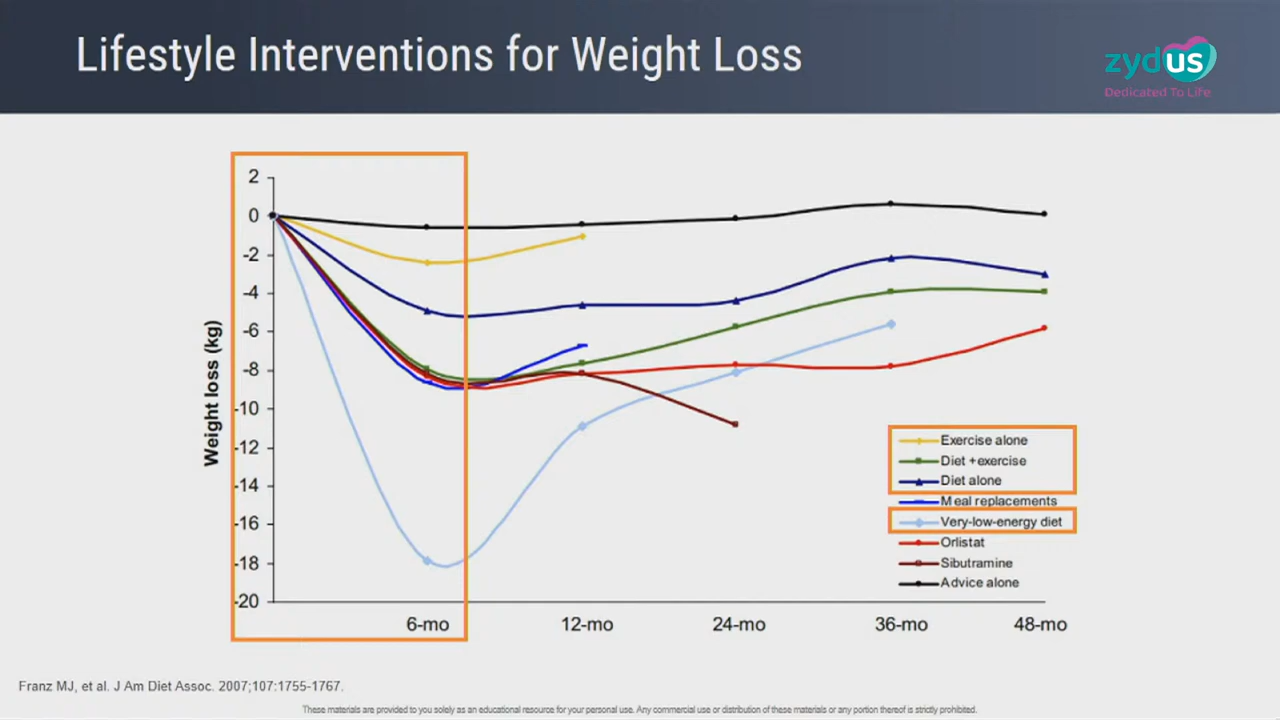 Lifestyle Interventions for Weight Loss
zydus
Dedicated To Life
Weight loss (kg)
2
0
-2
-4
-6
-8
-10
-12
-14
-16
-18
-20
6-mo
12-mo
24-mo
36-mo
48-mo
Exercise alone
Diet +exercise
Diet alone
Meal replacements
Very-low-energy diet
Orlistat
Sibutramine
Advice alone
Franz MJ, et al. J Am Diet Assoc. 2007;107:1755-1767.
These materials are provided to you solely as an educational resource for your personal use. Any commercial use or distribution of these materials or any portion thereof is strictly prohibited.